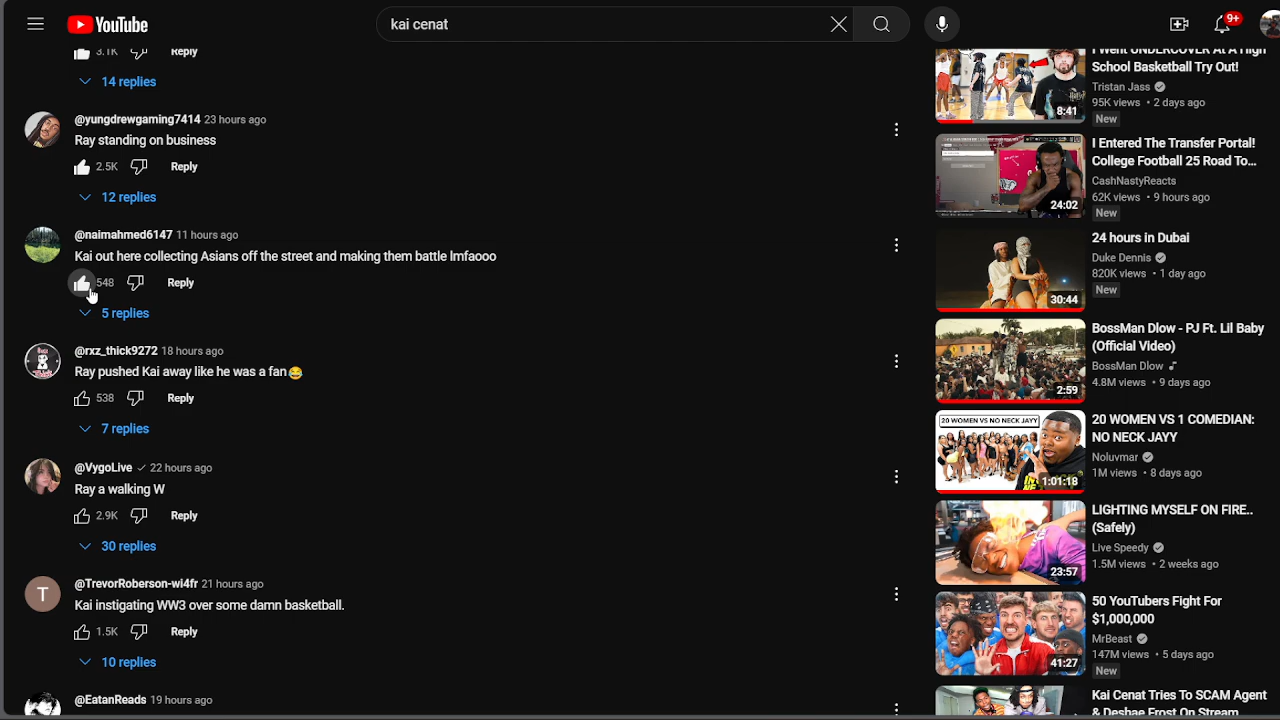 YouTube
kai cenat
9+
3.1K Reply
14 replies
@yungdrewgaming7414 23 hours ago
Ray standing on business
2.5K Reply
12 replies
@naimahmed6147 11 hours ago
Kai out here collecting Asians off the street and making them battle lmfaooo
548 Reply
5 replies
@rxz_thick9272 18 hours ago
Ray pushed Kai away like he was a fan😂
538 Reply
7 replies
@VygoLive 22 hours ago
Ray a walking W
2.9K Reply
30 replies
T
@TrevorRoberson-wi4fr 21 hours ago
Kai instigating WW3 over some damn basketball.
1.5K Reply
10 replies
@EatanReads 19 hours ago
8:41
I Went UNDERCOVER At A High
School Basketball Try Out!
Tristan Jass
95K views • 2 days ago
New
24:02
I Entered The Transfer Portal!
College Football 25 Road To...
CashNastyReacts
62K views • 9 hours ago
New
30:44
24 hours in Dubai
Duke Dennis
820K views • 1 day ago
New
2:59
BossMan Dlow - PJ Ft. Lil Baby
(Official Video)
BossMan Dlow
4.8M views • 9 days ago
20 WOMEN VS NO NECK JAYY
1:01:18
20 WOMEN VS 1 COMEDIAN:
NO NECK JAYY
Noluvmar
1M views • 8 days ago
23:57
LIGHTING MYSELF ON FIRE..
(Safely)
Live Speedy
1.5M views • 2 weeks ago
41:27
50 YouTubers Fight For
$1,000,000
MrBeast
147M views • 5 days ago
New
Kai Cenat Tries To SCAM Agent
& Deshae Frost On Stream